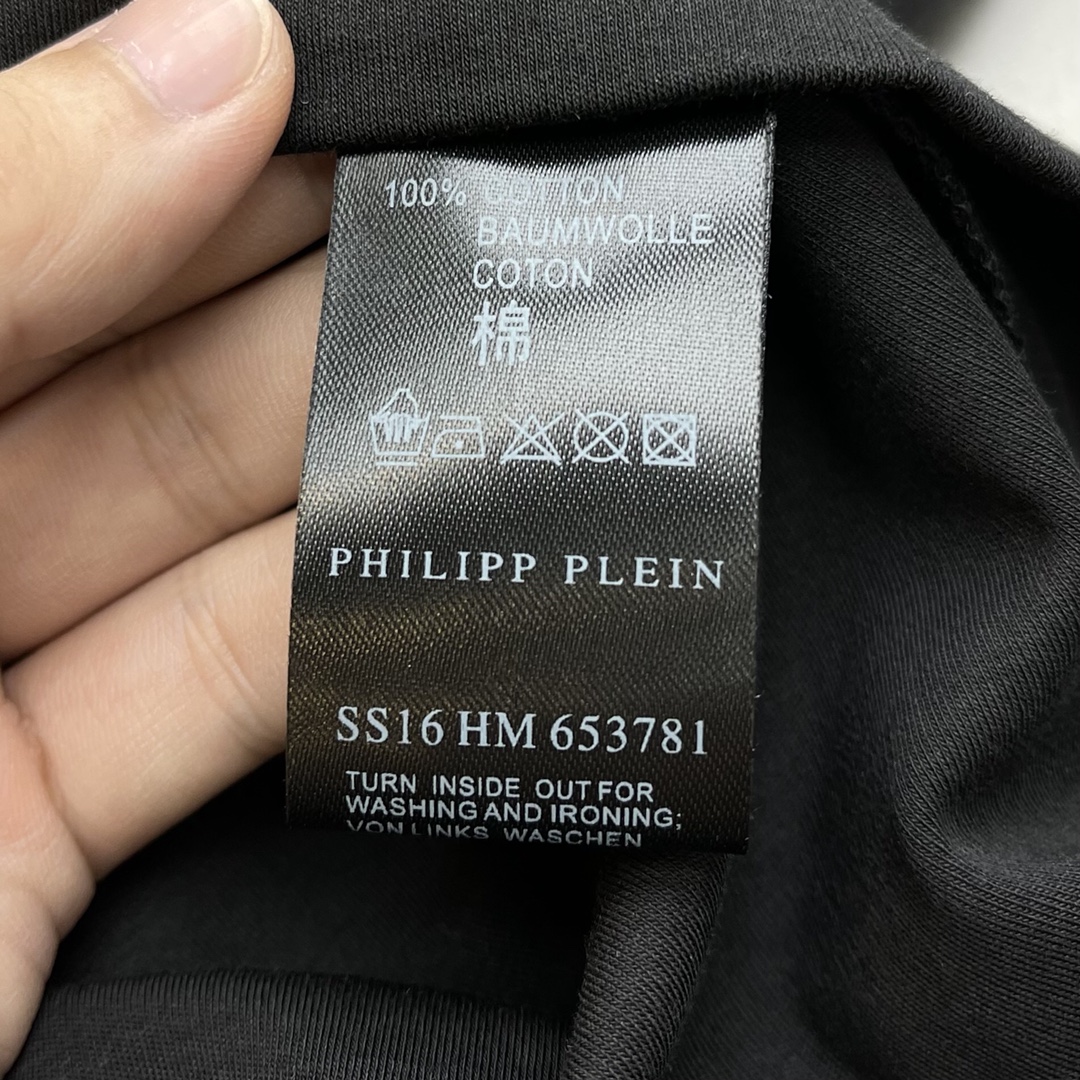 100% COTTON
BAUMWOLLE
COTON
棉
PHILIPP PLEIN
SS16 HM 653781
TURN INSIDE OUT FOR
WASHING AND IRONING;
VON LINKS WASCHEN